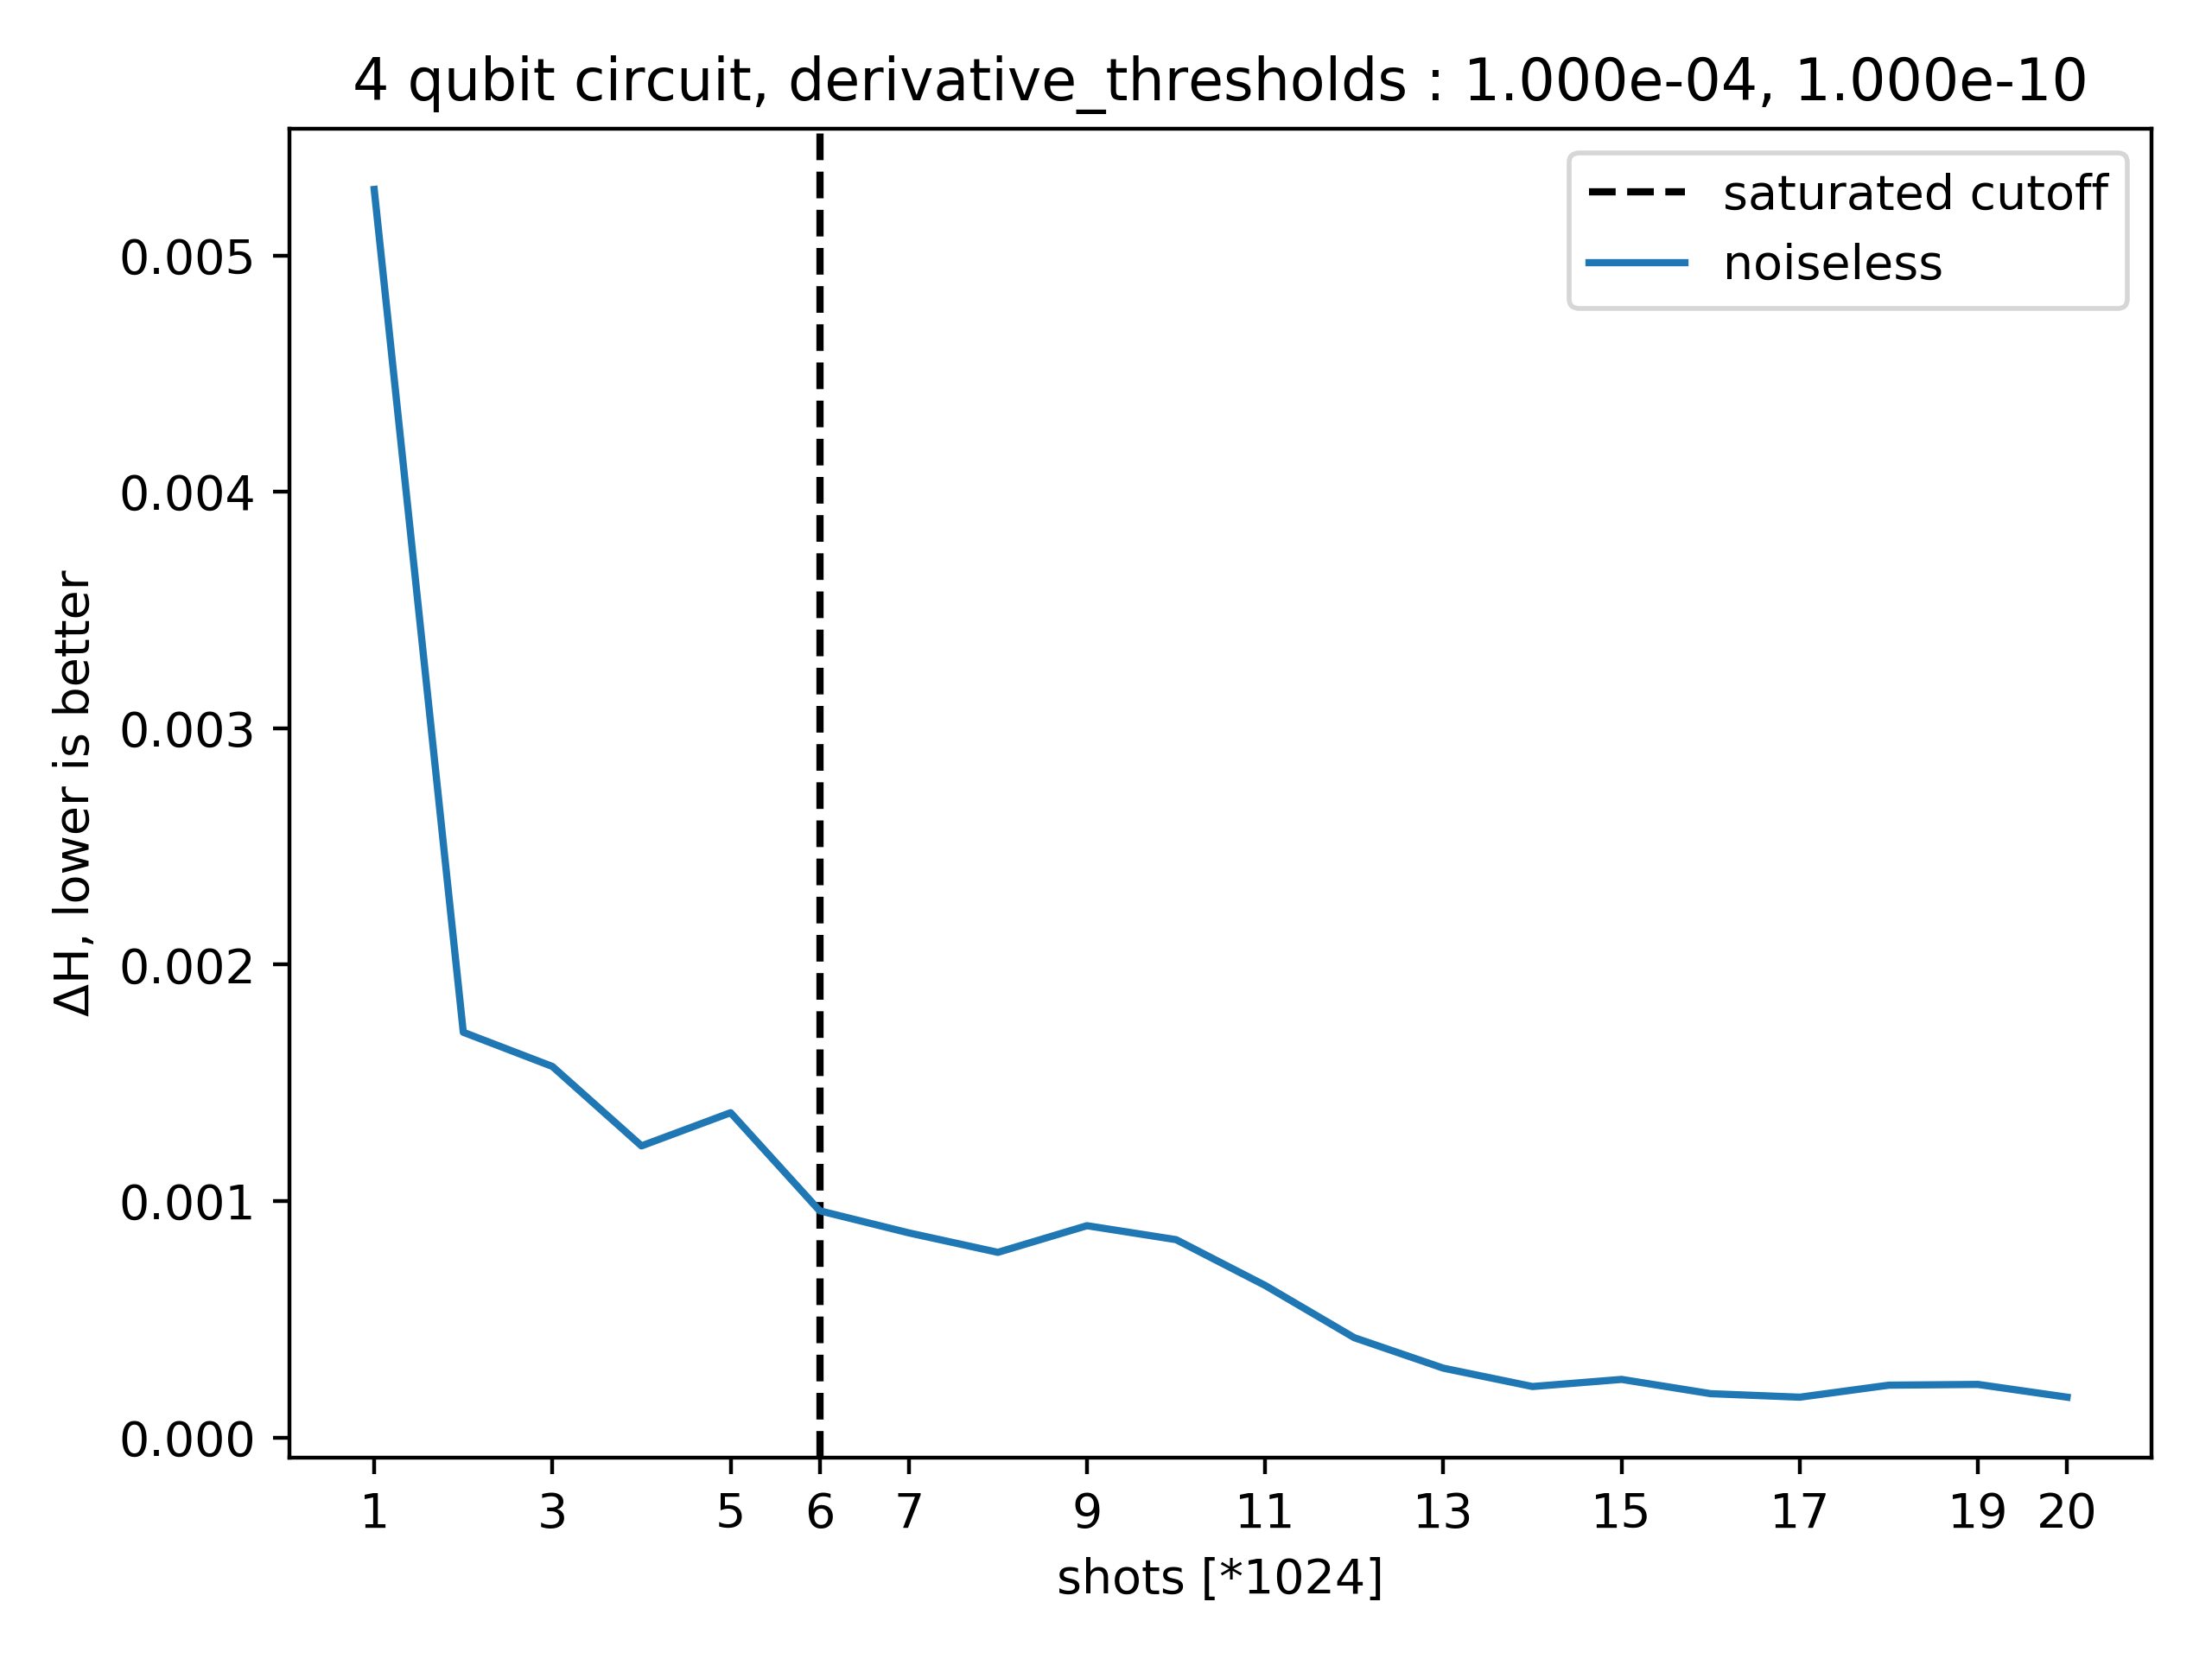 4 qubit circuit, derivative_thresholds : 1.000e-04, 1.000e-10
saturated cutoff
noiseless
ΔH, lower is better
0.005
0.004
0.003
0.002
0.001
0.000
1 3 5 6 7 9 11 13 15 17 19 20
shots [*1024]